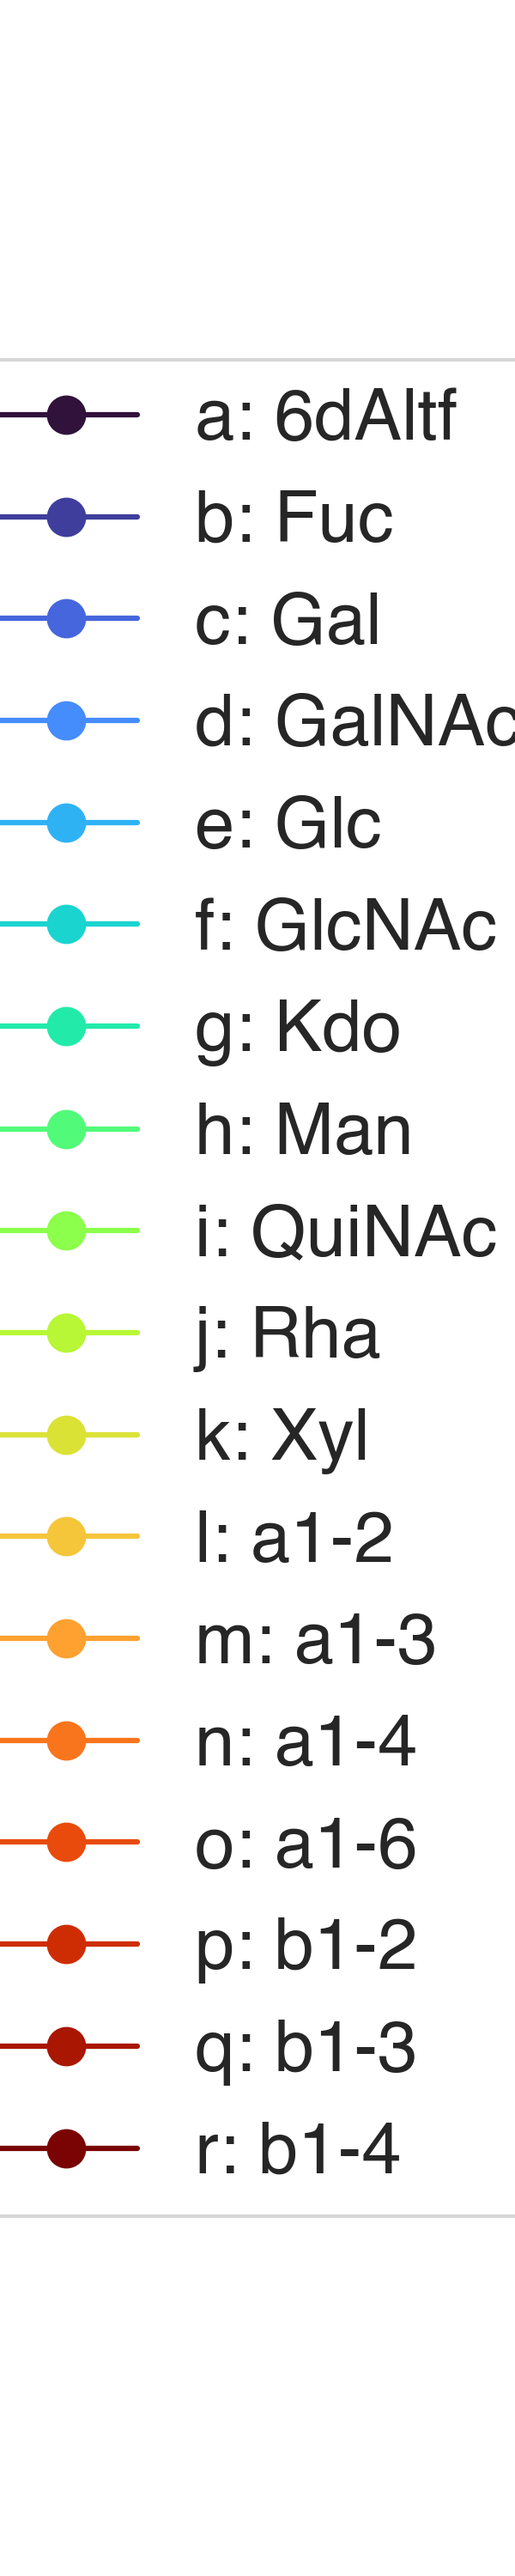 a: 6dAltf
b: Fuc
c: Gal
d: GalNAc
e: Glc
f: GlcNAc
g: Kdo
h: Man
i: QuiNAc
j: Rha
k: Xyl
l: a1-2
m: a1-3
n: a1-4
o: a1-6
p: b1-2
q: b1-3
r: b1-4